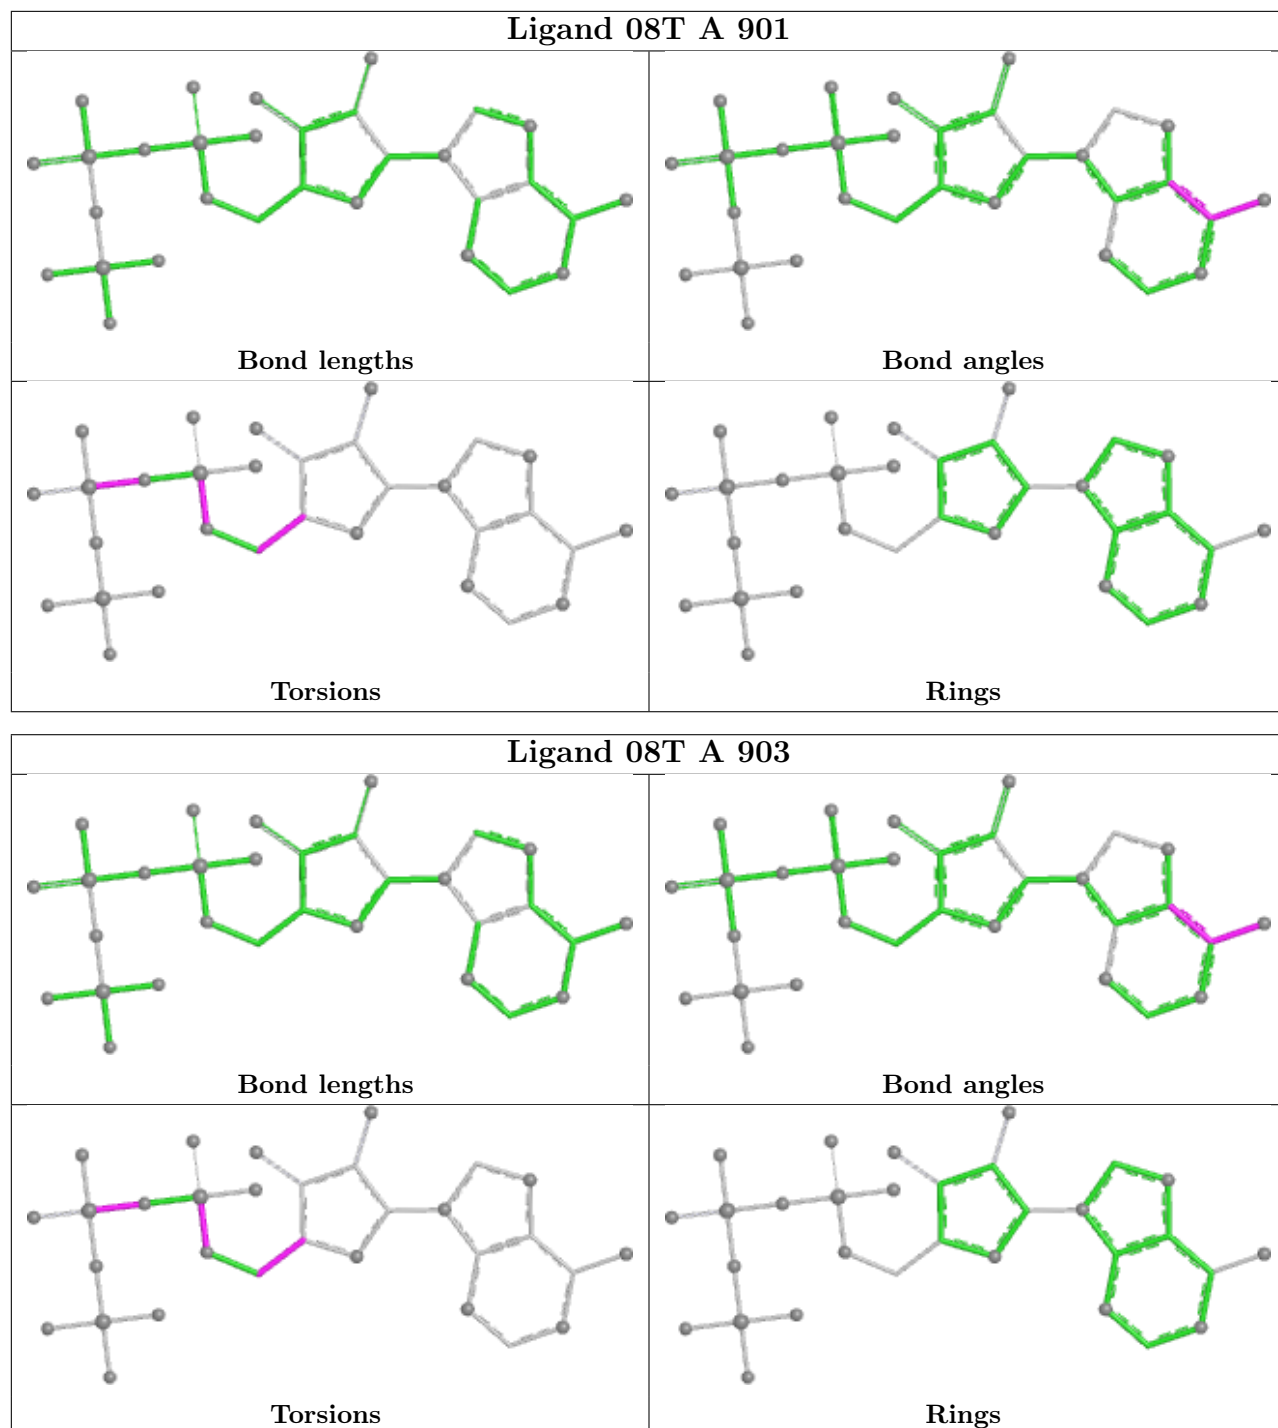 Ligand 08T A 901
Bond lengths
Bond angles
Torsions
Rings
Ligand 08T A 903
Bond lengths
Bond angles
Torsions
Rings